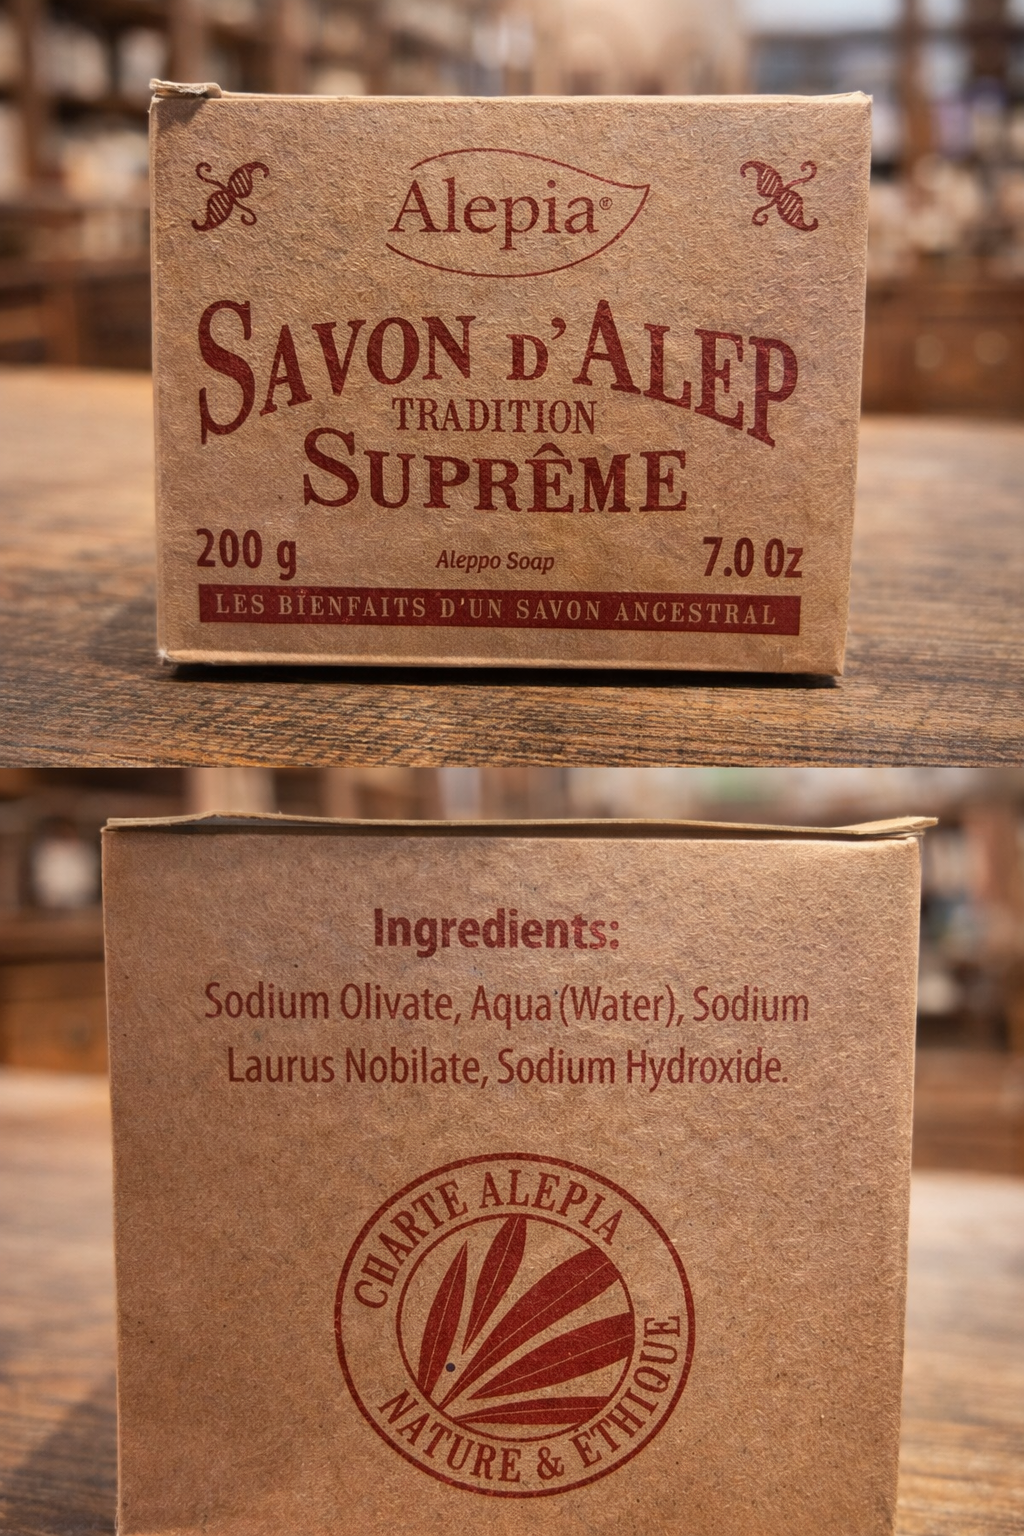 Alepia®
SAVON D'ALEP
TRADITION
SUPRÊME
200 g
Aleppo Soap
7.0 Oz
LES BIENFAITS D'UN SAVON ANCESTRAL
Ingredients:
Sodium Olivate, Aqua (Water), Sodium
Laurus Nobilate, Sodium Hydroxide.
CHARTE ALEPIA
NATURE & ÉTHIQUE